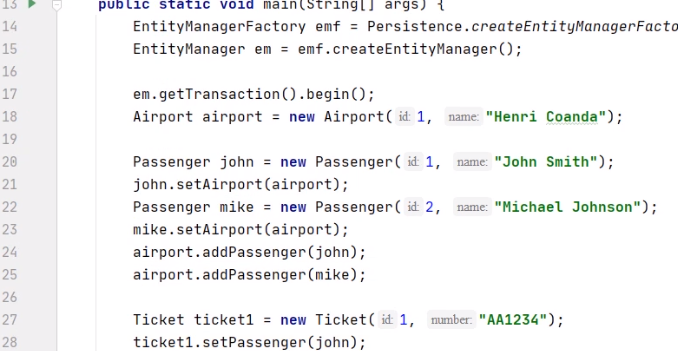 13 public static void main(String[] args) {
14 EntityManagerFactory emf = Persistence.createEntityManagerFacto
15 EntityManager em = emf.createEntityManager();
16
17 em.getTransaction().begin();
18 Airport airport = new Airport( id: 1, name: "Henri Coanda");
19
20 Passenger john = new Passenger( id: 1, name: "John Smith");
21 john.setAirport(airport);
22 Passenger mike = new Passenger( id: 2, name: "Michael Johnson");
23 mike.setAirport(airport);
24 airport.addPassenger(john);
25 airport.addPassenger(mike);
26
27 Ticket ticket1 = new Ticket( id: 1, number: "AA1234");
28 ticket1.setPassenger(john);